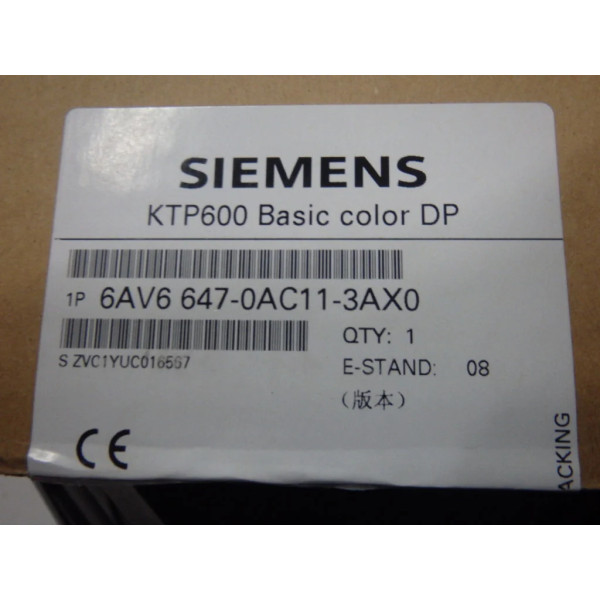 SIEMENS
KTP600 Basic color DP
1P 6AV6 647-0AC11-3AX0
QTY: 1
S ZVC1YUC016567
E-STAND: 08
(版本)
CE
ACKING